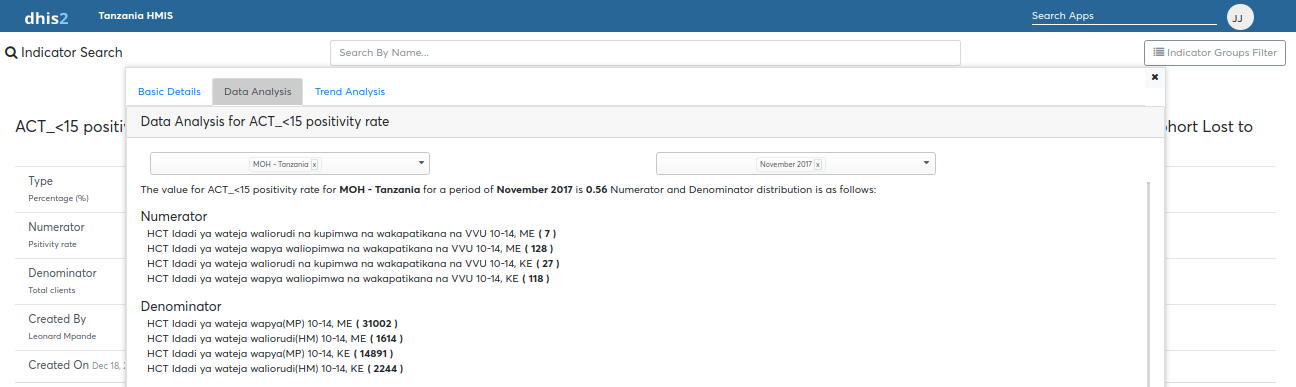 dhis2 Tanzania HMIS Search Apps JJ
Indicator Search Search By Name... Indicator Groups Filter
Basic Details Data Analysis Trend Analysis
Data Analysis for ACT_<15 positivity rate
ACT_<15 positiv hort Lost to
MOH - Tanzania x November 2017 x
The value for ACT_<15 positivity rate for MOH - Tanzania for a period of November 2017 is 0.56 Numerator and Denominator distribution is as follows:
Type
Percentage (%)
Numerator
Psitivity rate
Denominator
Total clients
Created By
Leonard Mpande
Created On Dec 18, 2
Numerator
HCT Idadi ya wateja waliorudi na kupimwa na wakapatikana na VVU 10-14, ME ( 7 )
HCT Idadi ya wateja wapya waliopimwa na wakapatikana na VVU 10-14, ME ( 128 )
HCT Idadi ya wateja waliorudi na kupimwa na wakapatikana na VVU 10-14, KE ( 27 )
HCT Idadi ya wateja wapya waliopimwa na wakapatikana na VVU 10-14, KE ( 118 )
Denominator
HCT Idadi ya wateja wapya(MP) 10-14, ME ( 31002 )
HCT Idadi ya wateja waliorudi(HM) 10-14, ME ( 1614 )
HCT Idadi ya wateja wapya(MP) 10-14, KE ( 14891 )
HCT Idadi ya wateja waliorudi(HM) 10-14, KE ( 2244 )